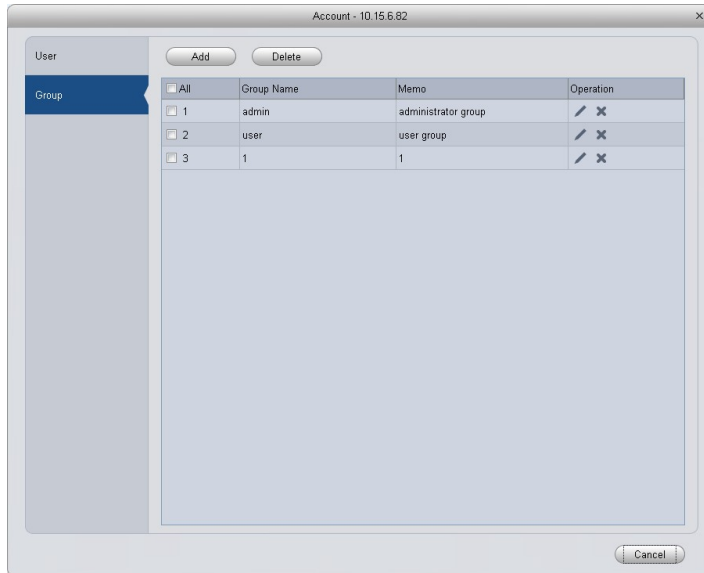 Account - 10.15.6.82
User
Group
Add Delete
All Group Name Memo Operation
1 admin administrator group
2 user user group
3 1 1
Cancel